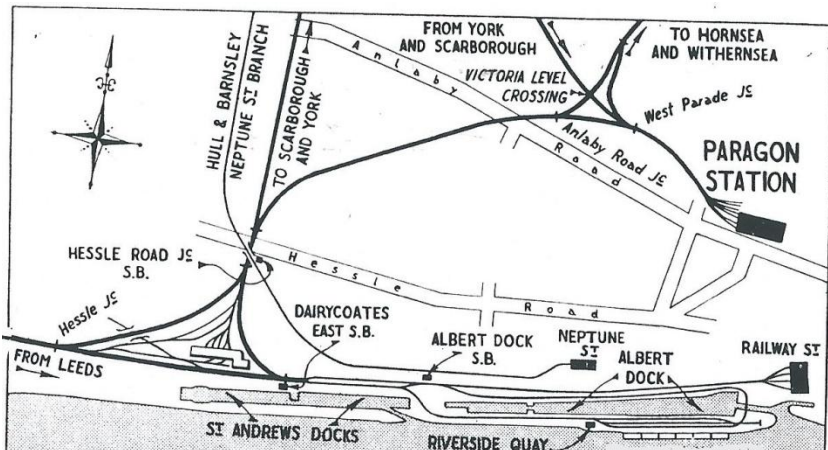 FROM YORK
AND SCARBOROUGH
TO HORNSEA
AND WITHERNSEA
HULL & BARNSLEY
NEPTUNE ST BRANCH
TO SCARBOROUGH
AND YORK
Anlaby
Road
VICTORIA LEVEL
CROSSING
West Parade Jc
Anlaby Road Jc
PARAGON
STATION
HESSLE ROAD Jc
S.B.
Hessle
Road
Hessle Jc
DAIRYCOATES
EAST S.B.
ALBERT DOCK
S.B.
NEPTUNE
ST
ALBERT
DOCK
RAILWAY ST
FROM LEEDS
ST ANDREWS DOCKS
RIVERSIDE QUAY